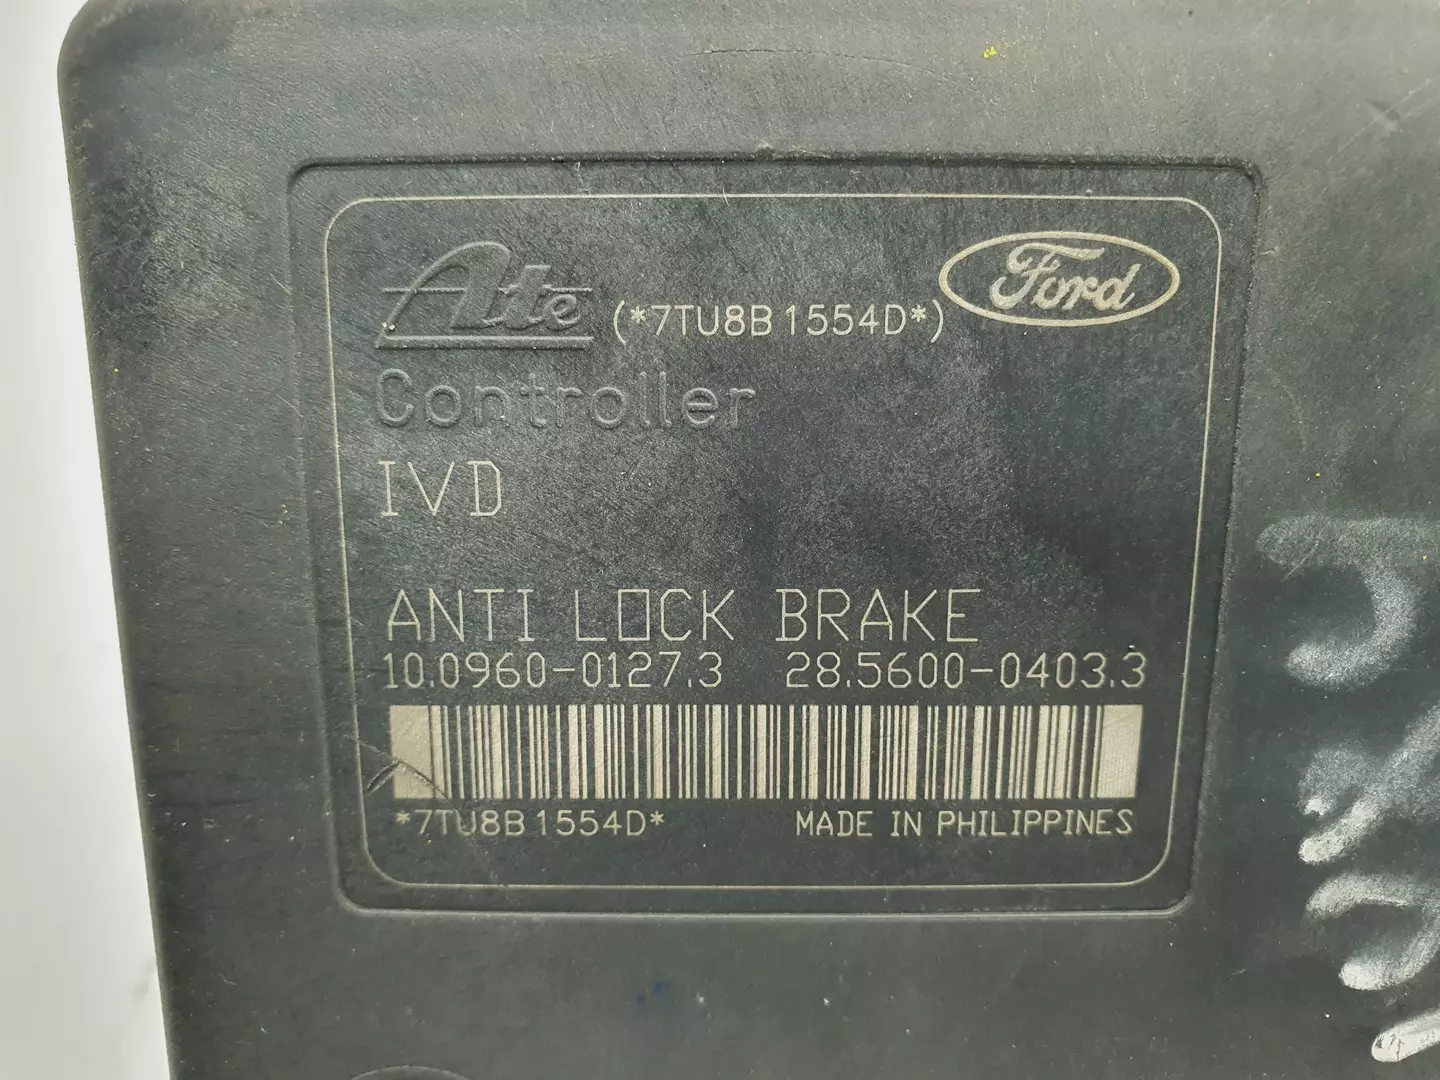 Ate (*7TU8B1554D*) Ford
Controller
IVD
ANTI LOCK BRAKE
10.0960-0127.3 28.5600-0403.3
*7TU8B1554D* MADE IN PHILIPPINES